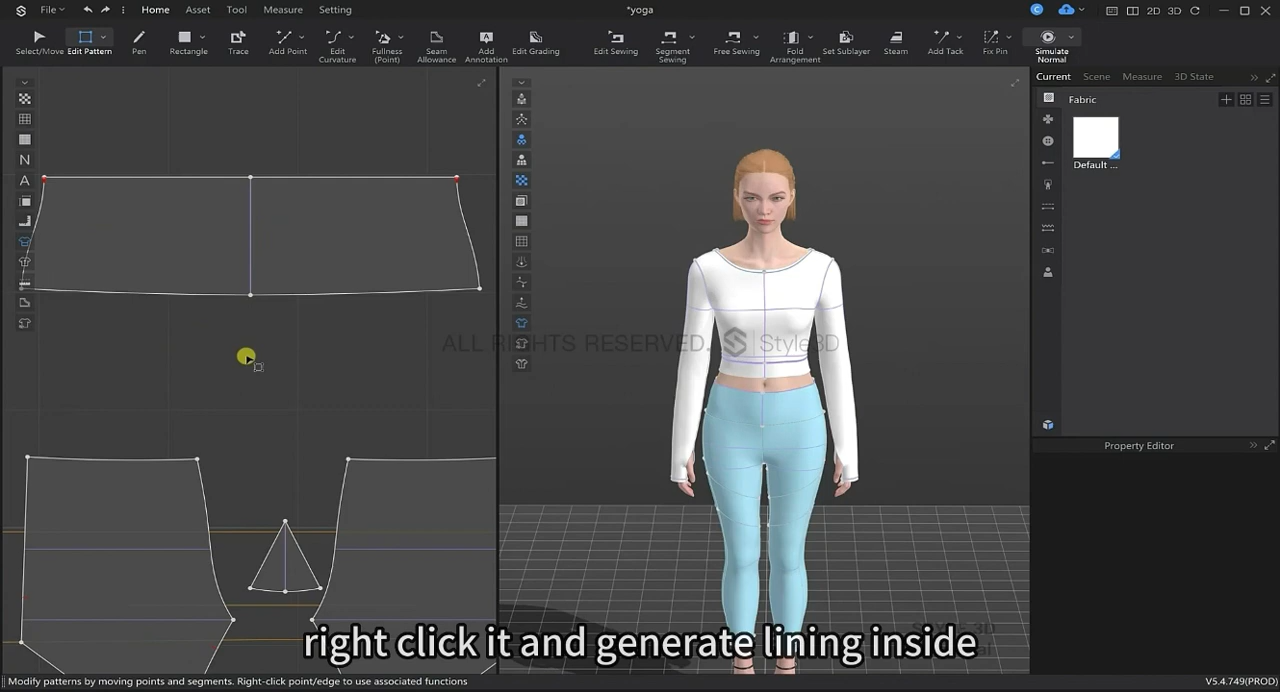 File
Home
Asset
Tool
Measure
Setting
*yoga
C
2D
3D
Select/Move
Edit Pattern
Pen
Rectangle
Trace
Add Point
Edit
Curvature
Fullness
(Point)
Seam
Allowance
Add
Annotation
Edit Grading
Edit Sewing
Segment
Sewing
Free Sewing
Fold
Arrangement
Set Sublayer
Steam
Add Tack
Fix Pin
Simulate
Normal
Current
Scene
Measure
3D State
Fabric
Default ...
N
A
ALL RIGHTS RESERVED. Style3D
Property Editor
right click it and generate lining inside
Modify patterns by moving points and segments. Right-click point/edge to use associated functions
V5.4.749(PROD)